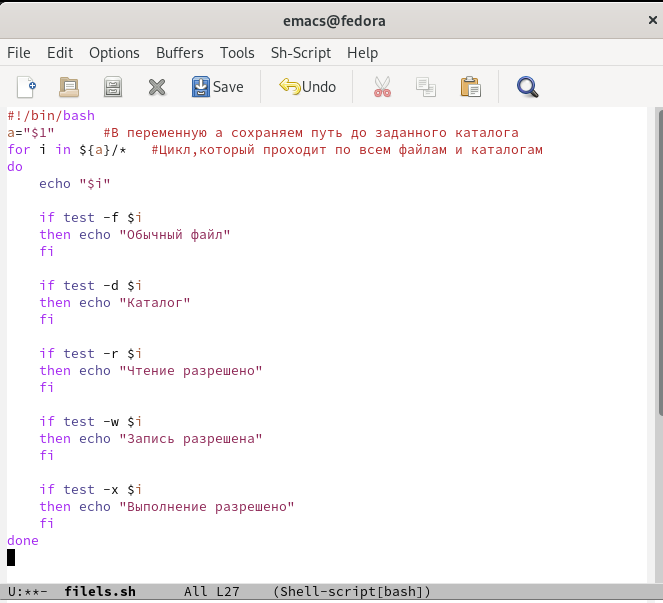 emacs@fedora
×
File Edit Options Buffers Tools Sh-Script Help
Save Undo
#!/bin/bash
a="$1"      #В переменную а сохраняем путь до заданного каталога
for i in ${a}/*   #Цикл,который проходит по всем файлам и каталогам
do
    echo "$i"
    if test -f $i
    then echo "Обычный файл"
    fi
    if test -d $i
    then echo "Каталог"
    fi
    if test -r $i
    then echo "Чтение разрешено"
    fi
    if test -w $i
    then echo "Запись разрешена"
    fi
    if test -x $i
    then echo "Выполнение разрешено"
    fi
done
U:**-  filels.sh      All L27    (Shell-script[bash])